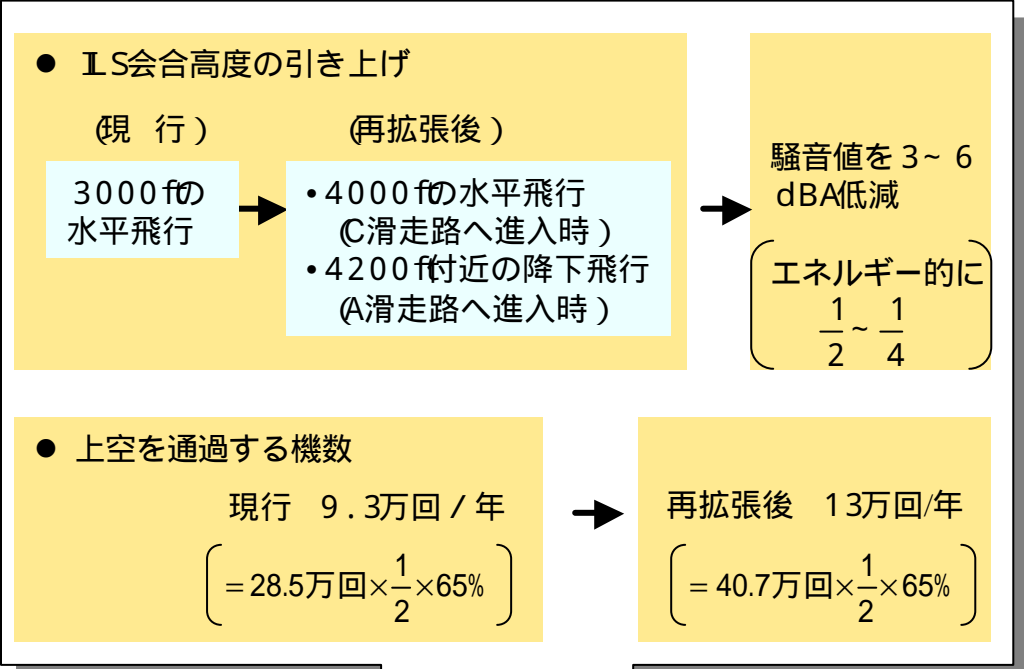 ● ILS会合高度の引き上げ
(現 行) (再拡張後)
3000ftの
水平飛行
•4000ftの水平飛行
(C滑走路へ進入時)
•4200ft付近の降下飛行
(A滑走路へ進入時)
騒音値を3~6
dBA低減
エネルギー的に
1/2~1/4
● 上空を通過する機数
現行 9.3万回/年
(=28.5万回×1/2×65%)
再拡張後 13万回/年
(=40.7万回×1/2×65%)